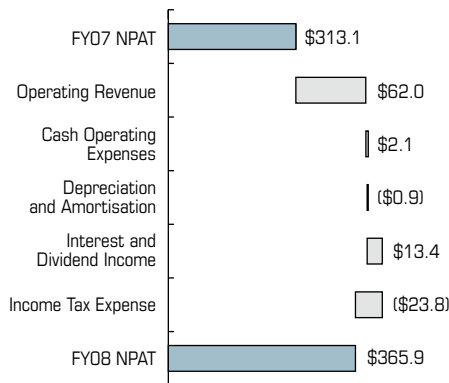 FY07 NPAT $313.1
Operating Revenue $62.0
Cash Operating
Expenses $2.1
Depreciation
and Amortisation ($0.9)
Interest and
Dividend Income $13.4
Income Tax Expense ($23.8)
FY08 NPAT $365.9